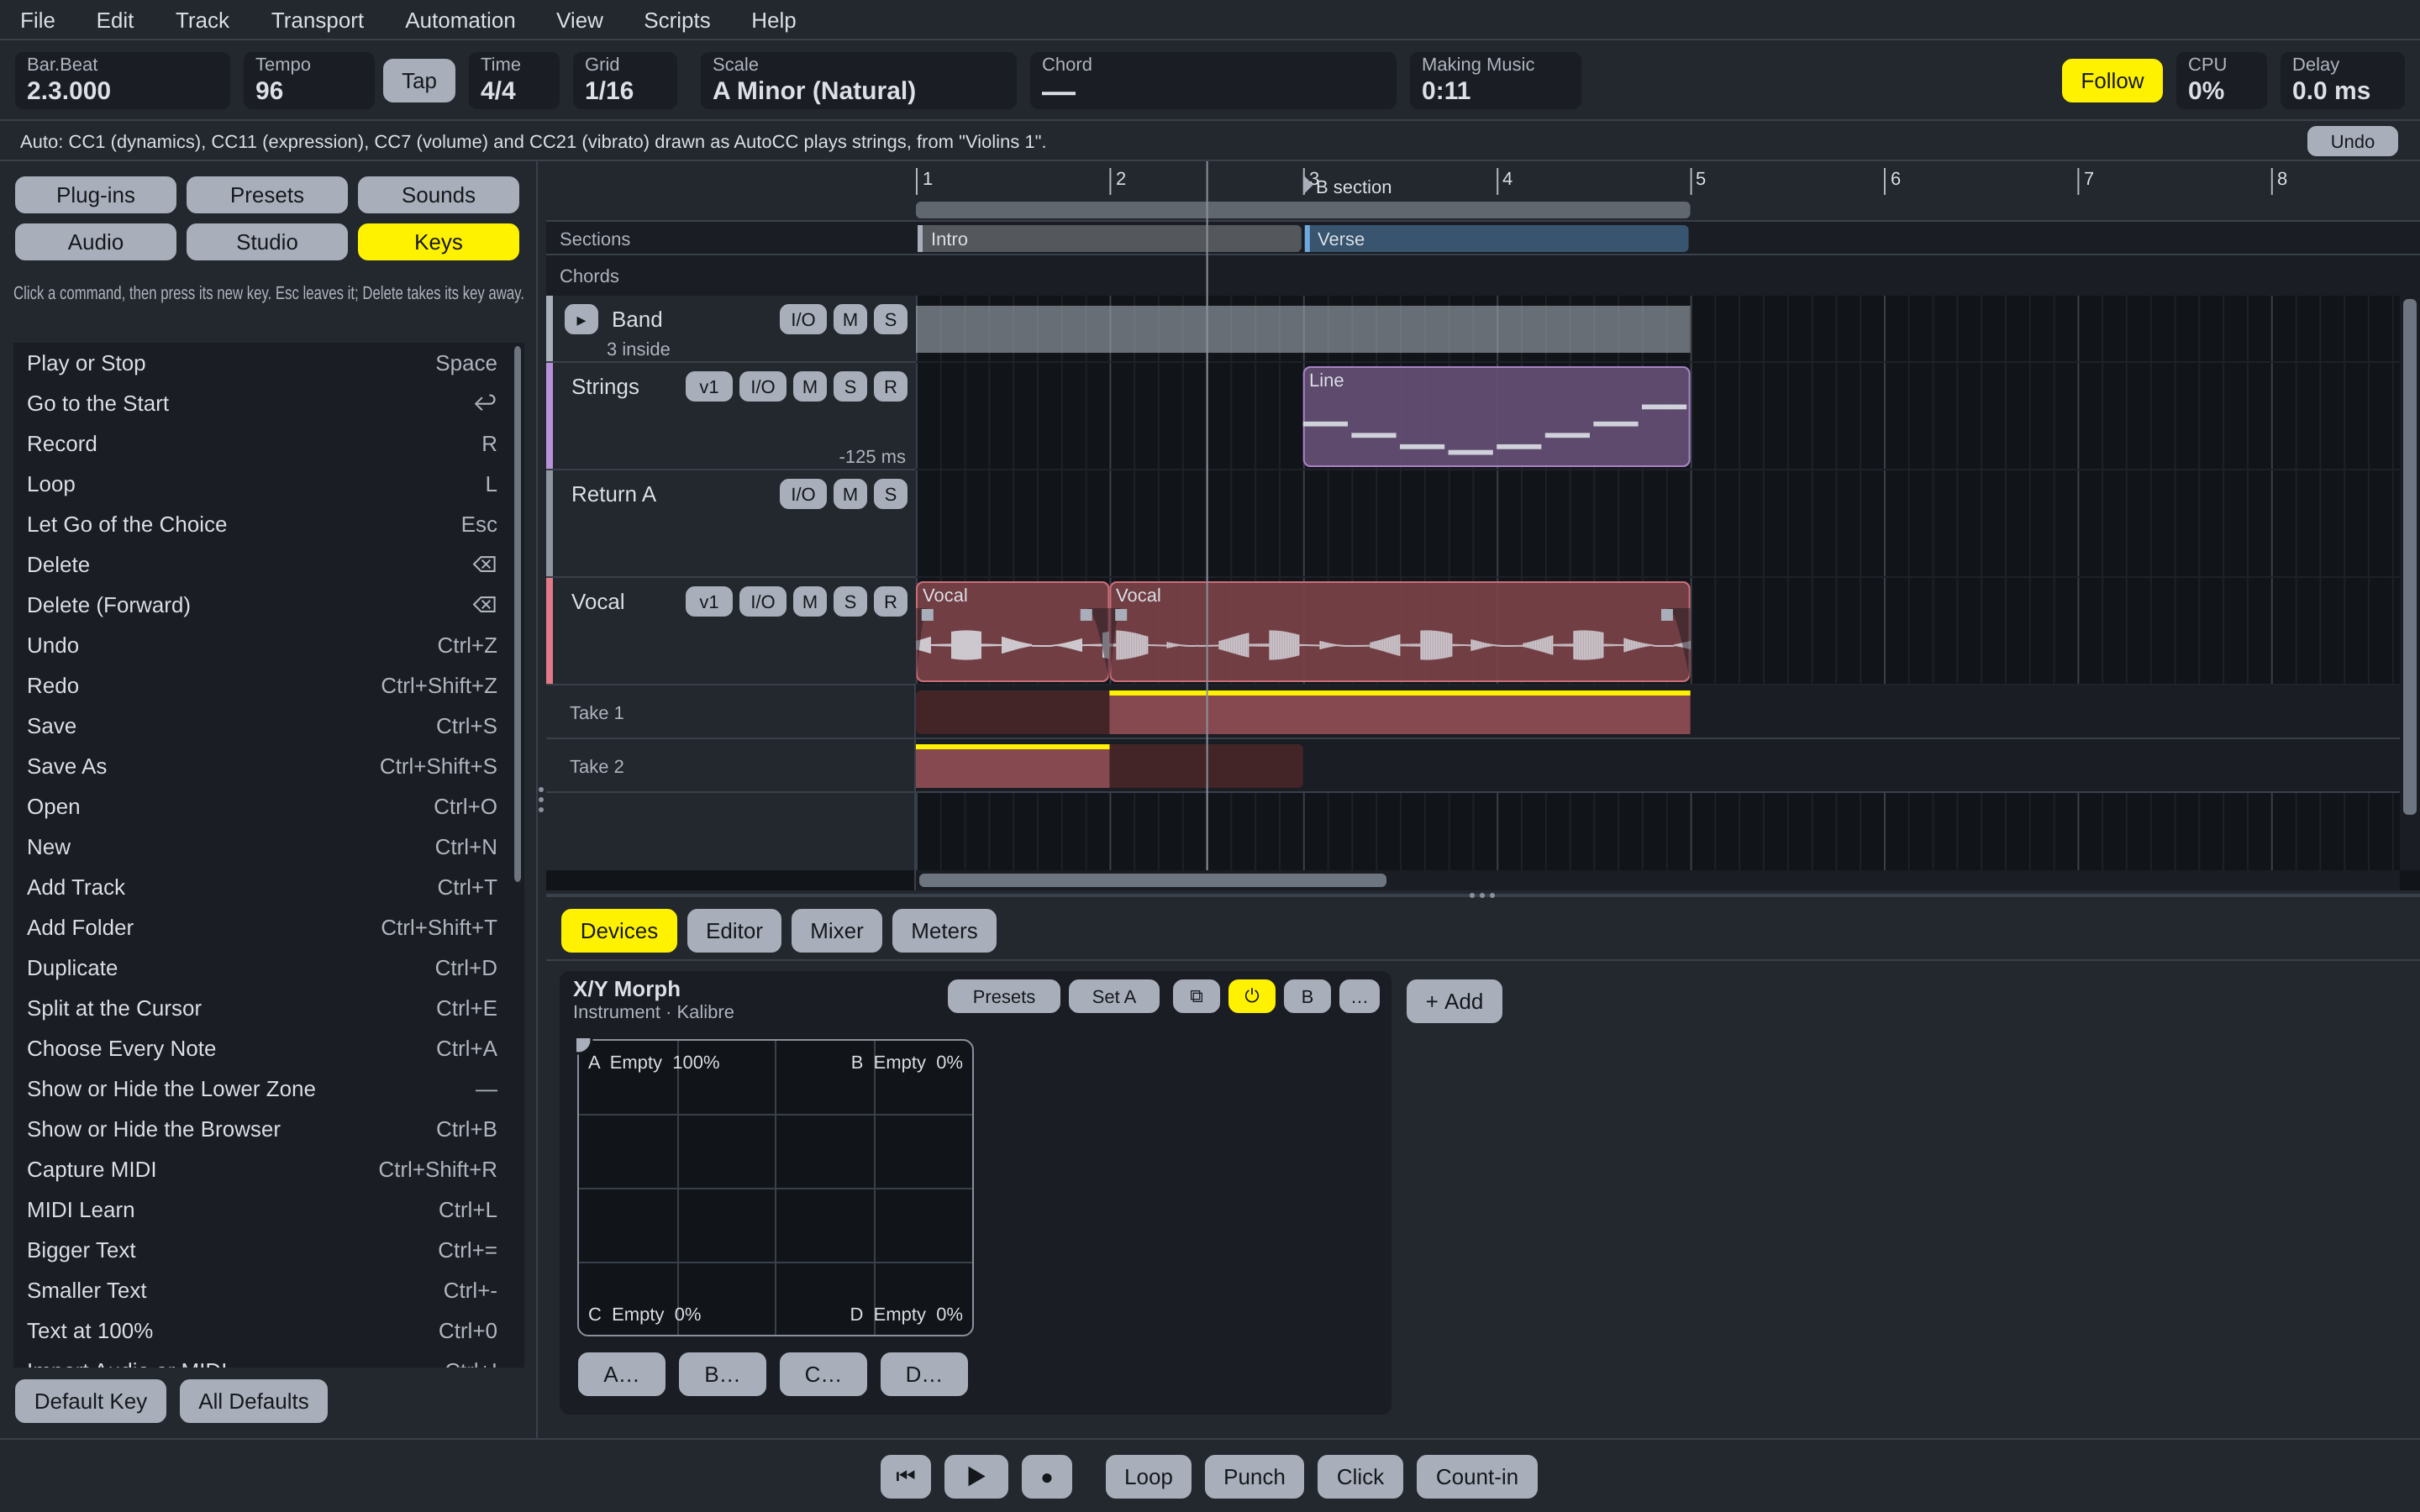 File Edit Track Transport Automation View Scripts Help
Bar.Beat Tempo Time Grid Scale Chord Making Music CPU Delay
2.3.000 96 Tap 4/4 1/16 A Minor (Natural) — 0:11 Follow 0% 0.0 ms
Auto: CC1 (dynamics), CC11 (expression), CC7 (volume) and CC21 (vibrato) drawn as AutoCC plays strings, from "Violins 1". Undo
Plug-ins Presets Sounds
Audio Studio Keys
Click a command, then press its new key. Esc leaves it; Delete takes its key away.
Play or Stop Space
Go to the Start
Record R
Loop L
Let Go of the Choice Esc
Delete
Delete (Forward)
Undo Ctrl+Z
Redo Ctrl+Shift+Z
Save Ctrl+S
Save As Ctrl+Shift+S
Open Ctrl+O
New Ctrl+N
Add Track Ctrl+T
Add Folder Ctrl+Shift+T
Duplicate Ctrl+D
Split at the Cursor Ctrl+E
Choose Every Note Ctrl+A
Show or Hide the Lower Zone —
Show or Hide the Browser Ctrl+B
Capture MIDI Ctrl+Shift+R
MIDI Learn Ctrl+L
Bigger Text Ctrl+=
Smaller Text Ctrl+-
Text at 100% Ctrl+0
Default Key All Defaults
1 2 3 B section 4 5 6 7 8
Sections Intro Verse
Chords
Band I/O M S
3 inside
Strings v1 I/O M S R Line
-125 ms
Return A I/O M S
Vocal v1 I/O M S R Vocal Vocal
Take 1
Take 2
Devices Editor Mixer Meters
X/Y Morph Presets Set A B … + Add
Instrument · Kalibre
A Empty 100% B Empty 0%
C Empty 0% D Empty 0%
A… B… C… D…
Loop Punch Click Count-in